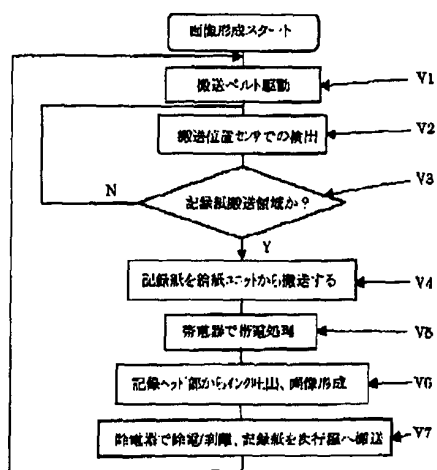 画像形成スタート
搬送ベルト駆動
V1
搬送位置センサでの検出
V2
記録紙搬送領域か?
V3
N
Y
記録紙を給紙ユニットから搬送する
V4
帯電器で帯電処理
V5
記録ヘッド部からインク吐出、画像形成
V6
除電器で除電/剥離、記録紙を次行程へ搬送
V7